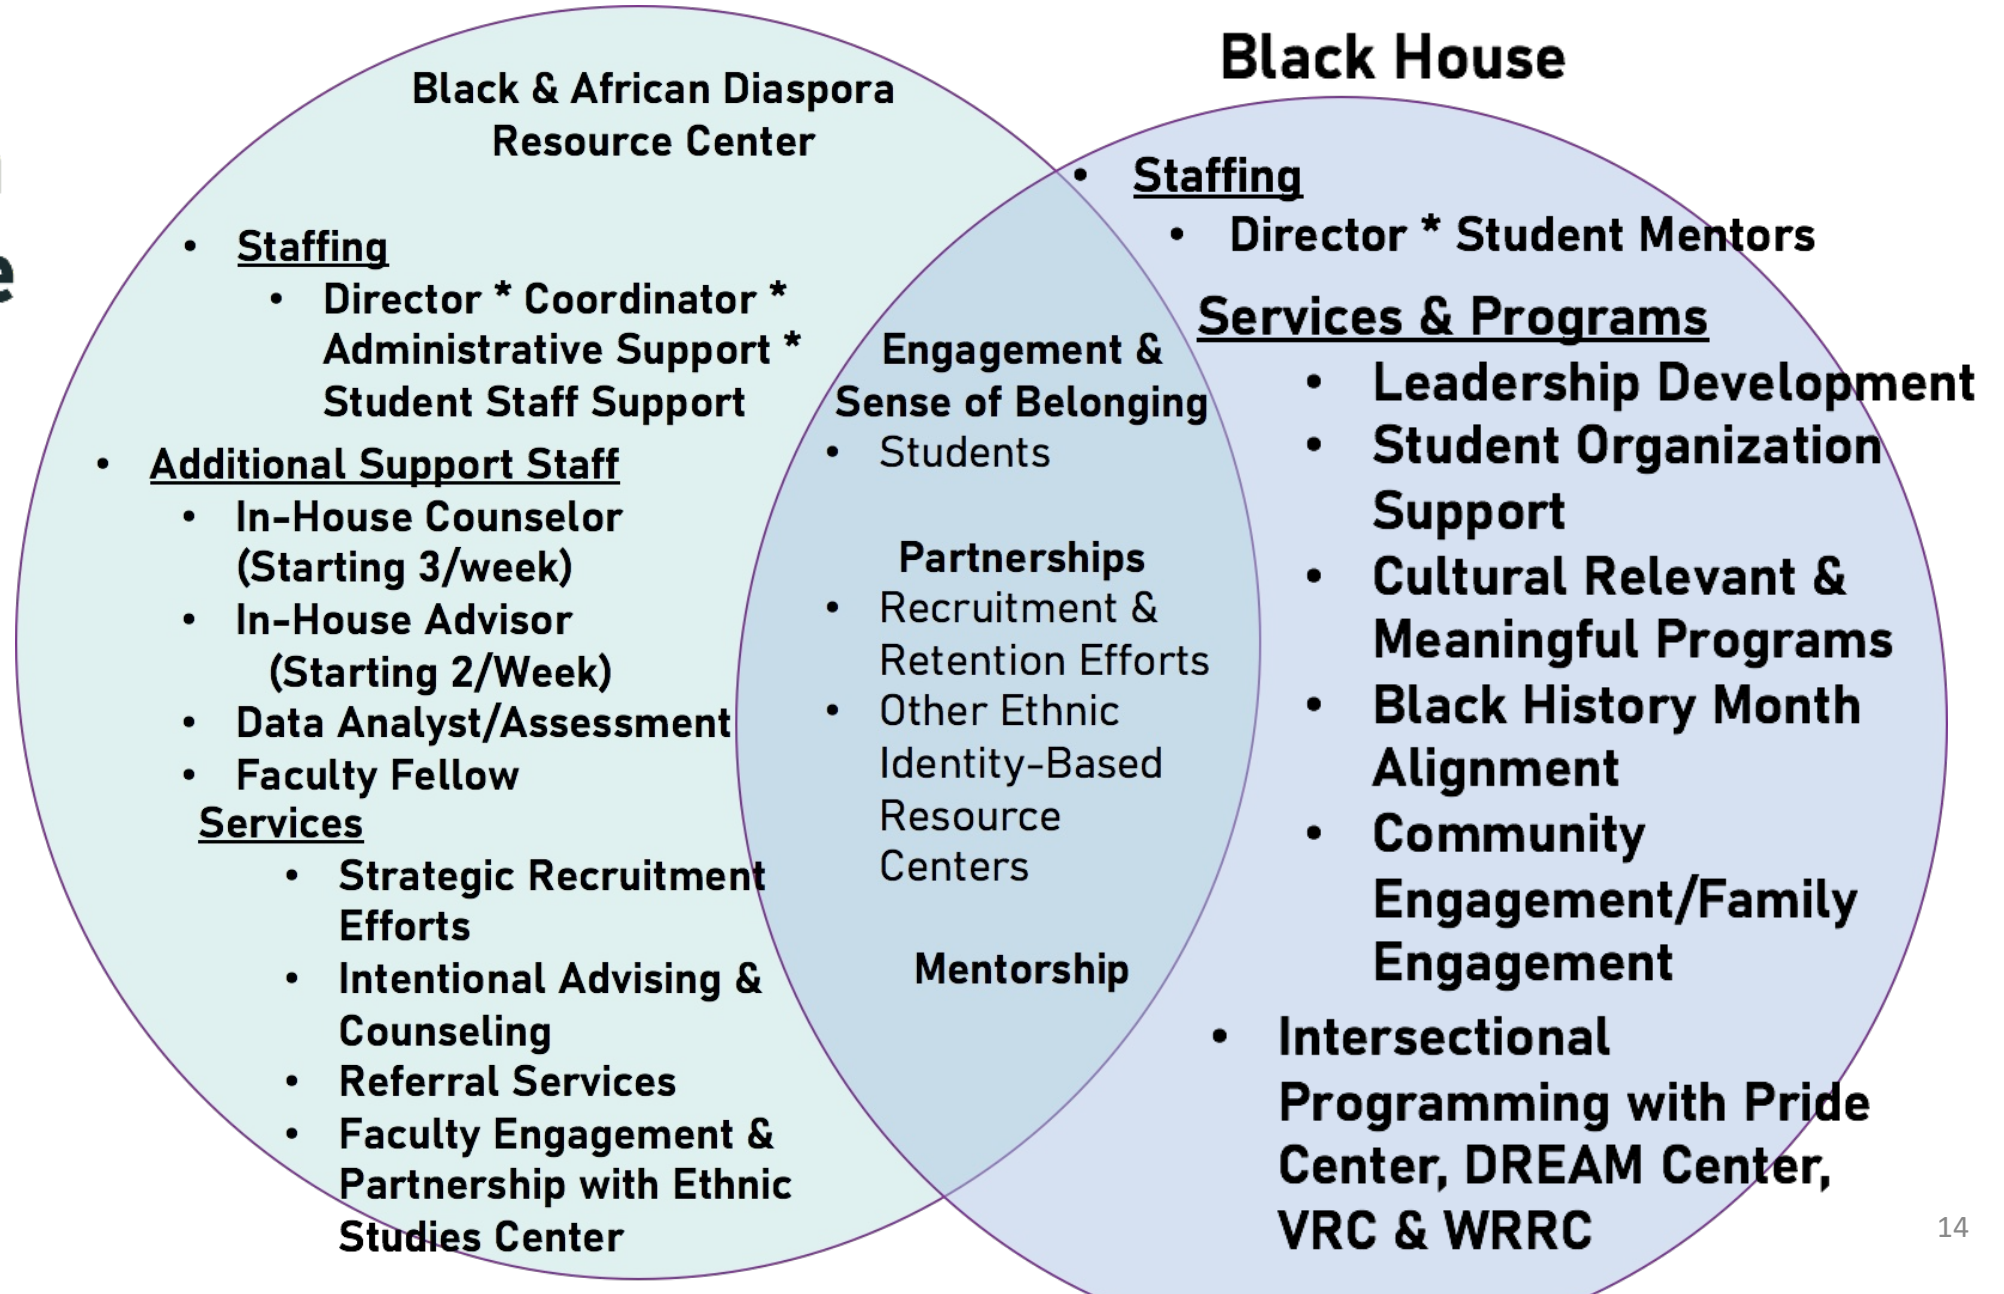 Black & African Diaspora
Resource Center
• Staffing
• Director * Coordinator *
Administrative Support *
Student Staff Support
• Additional Support Staff
• In-House Counselor
(Starting 3/week)
• In-House Advisor
(Starting 2/Week)
• Data Analyst/Assessment
• Faculty Fellow
Services
• Strategic Recruitment
Efforts
• Intentional Advising &
Counseling
• Referral Services
• Faculty Engagement &
Partnership with Ethnic
Studies Center
Engagement &
Sense of Belonging
• Students
Partnerships
• Recruitment &
Retention Efforts
• Other Ethnic
Identity-Based
Resource
Centers
Mentorship
Black House
• Staffing
• Director * Student Mentors
Services & Programs
• Leadership Development
• Student Organization
Support
• Cultural Relevant &
Meaningful Programs
• Black History Month
Alignment
• Community
Engagement/Family
Engagement
• Intersectional
Programming with Pride
Center, DREAM Center,
VRC & WRRC
14